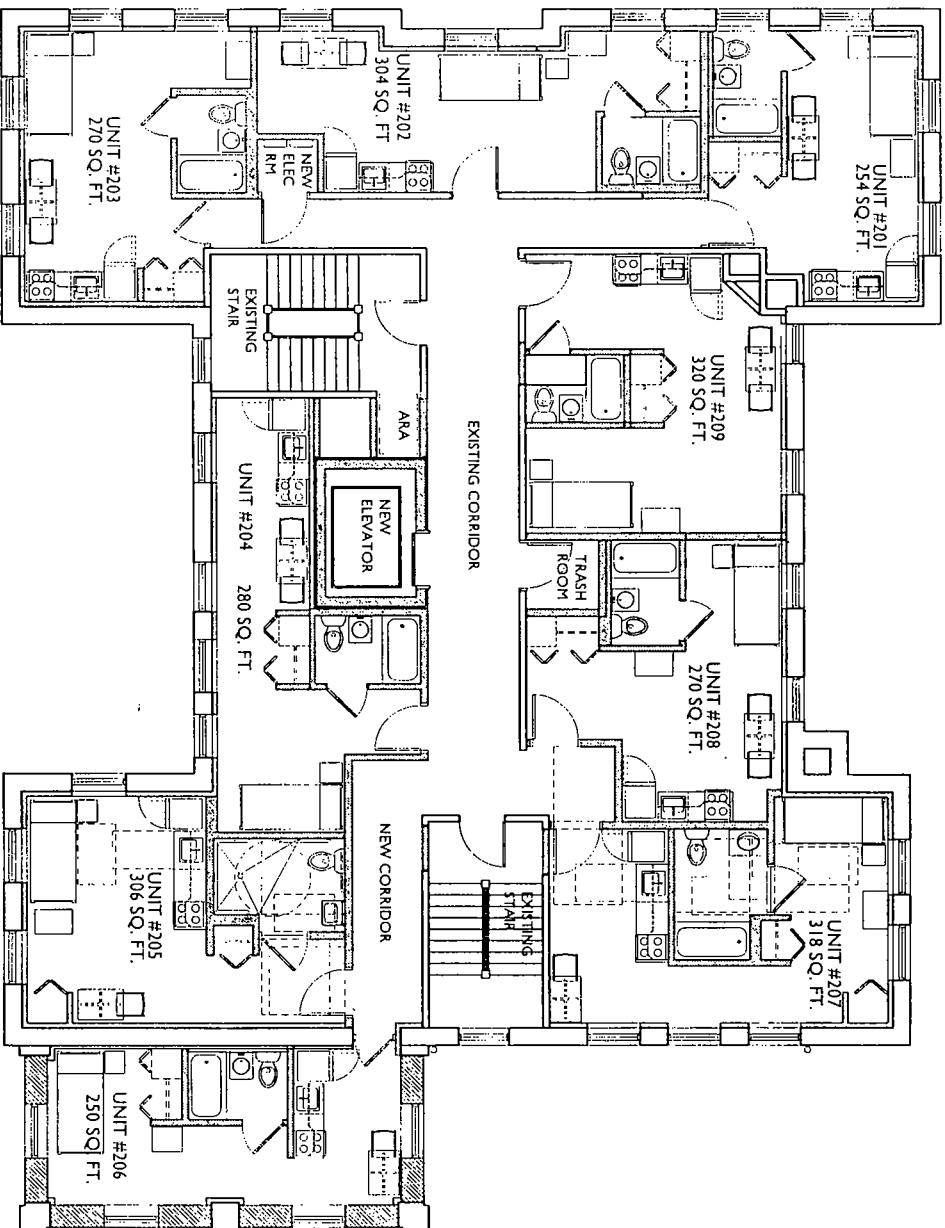 UNIT #201
254 SQ. FT.
UNIT #202
304 SQ. FT
UNIT #203
270 SQ. FT.
NEW
ELEC
RM
EXISTING
STAIR
ARA
UNIT #209
320 SQ. FT.
EXISTING CORRIDOR
NEW
ELEVATOR
UNIT #204 280 SQ. FT.
TRASH
ROOM
UNIT #208
270 SQ. FT.
NEW CORRIDOR
EXISTING
STAIR
UNIT #207
318 SQ. FT.
UNIT #205
306 SQ. FT.
UNIT #206
250 SQ. FT.